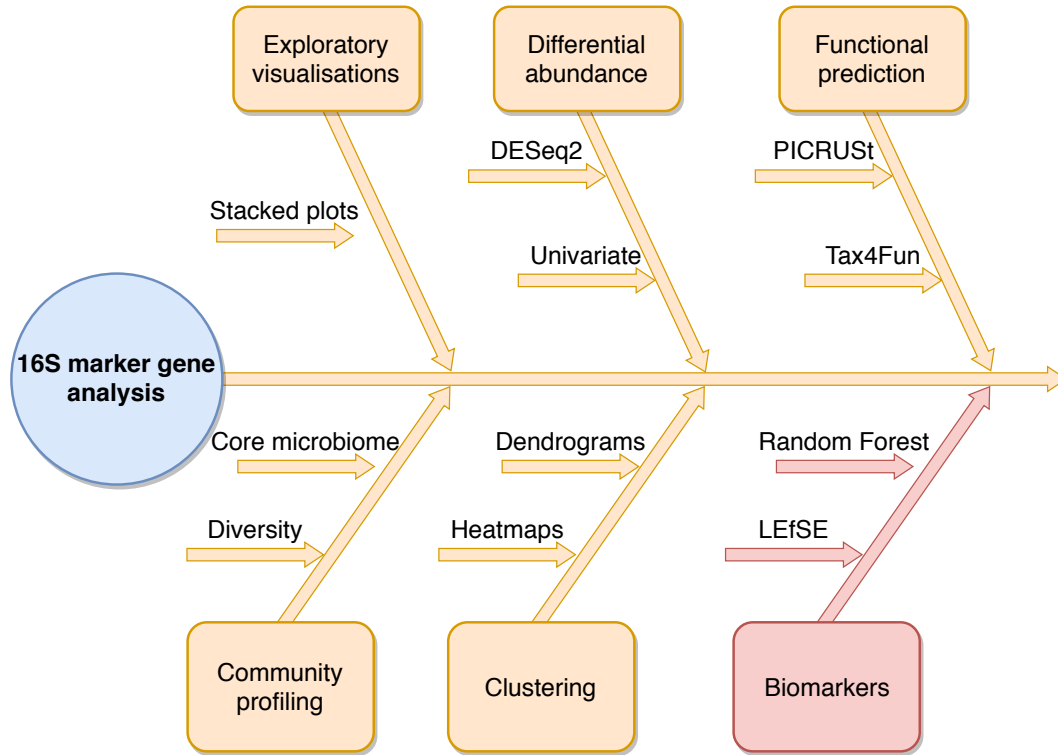 Exploratory
visualisations
Differential
abundance
Functional
prediction
DESeq2
PICRUSt
Stacked plots
Univariate
Tax4Fun
16S marker gene
analysis
Core microbiome
Dendrograms
Random Forest
Diversity
Heatmaps
LEfSE
Community
profiling
Clustering
Biomarkers